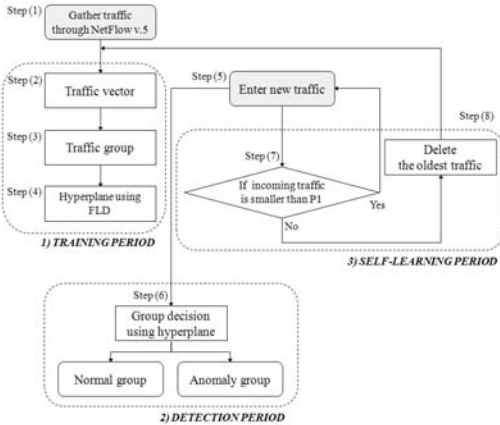 Step (1)
Gather traffic
through NetFlow v.5
Step (2)
Traffic vector
Step (3)
Traffic group
Step (4)
Hyperplane using
FLD
1) TRAINING PERIOD
Step (5)
Enter new traffic
Step (7)
If incoming traffic
is smaller than P1
Yes
No
Step (8)
Delete
the oldest traffic
3) SELF-LEARNING PERIOD
Step (6)
Group decision
using hyperplane
Normal group
Anomaly group
2) DETECTION PERIOD